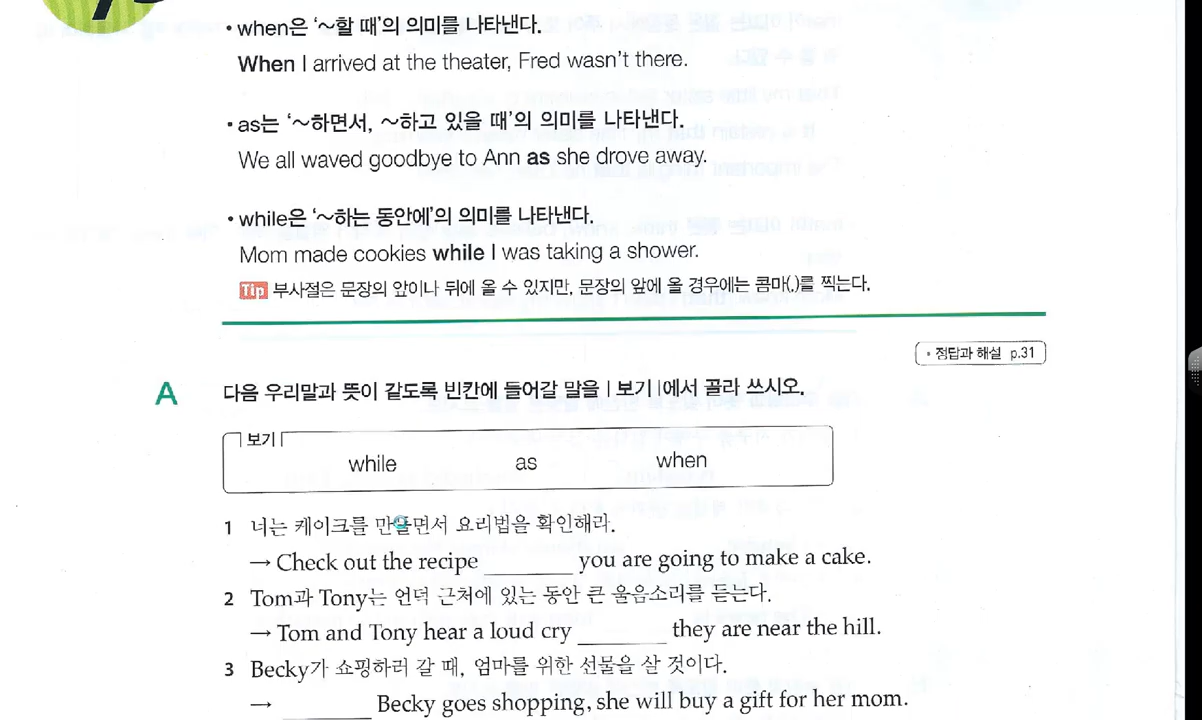 • when은 ‘~할 때’의 의미를 나타낸다.
When I arrived at the theater, Fred wasn't there.
• as는 ‘~하면서, ~하고 있을 때’의 의미를 나타낸다.
We all waved goodbye to Ann as she drove away.
• while은 ‘~하는 동안에’의 의미를 나타낸다.
Mom made cookies while I was taking a shower.
Tip 부사절은 문장의 앞이나 뒤에 올 수 있지만, 문장의 앞에 올 경우에는 콤마(,)를 찍는다.
• 정답과 해설 p.31
A 다음 우리말과 뜻이 같도록 빈칸에 들어갈 말을 | 보기 |에서 골라 쓰시오.
보기
while as when
1 너는 케이크를 만들면서 요리법을 확인해라.
→ Check out the recipe ________ you are going to make a cake.
2 Tom과 Tony는 언덕 근처에 있는 동안 큰 울음소리를 듣는다.
→ Tom and Tony hear a loud cry ________ they are near the hill.
3 Becky가 쇼핑하러 갈 때, 엄마를 위한 선물을 살 것이다.
→ ________ Becky goes shopping, she will buy a gift for her mom.